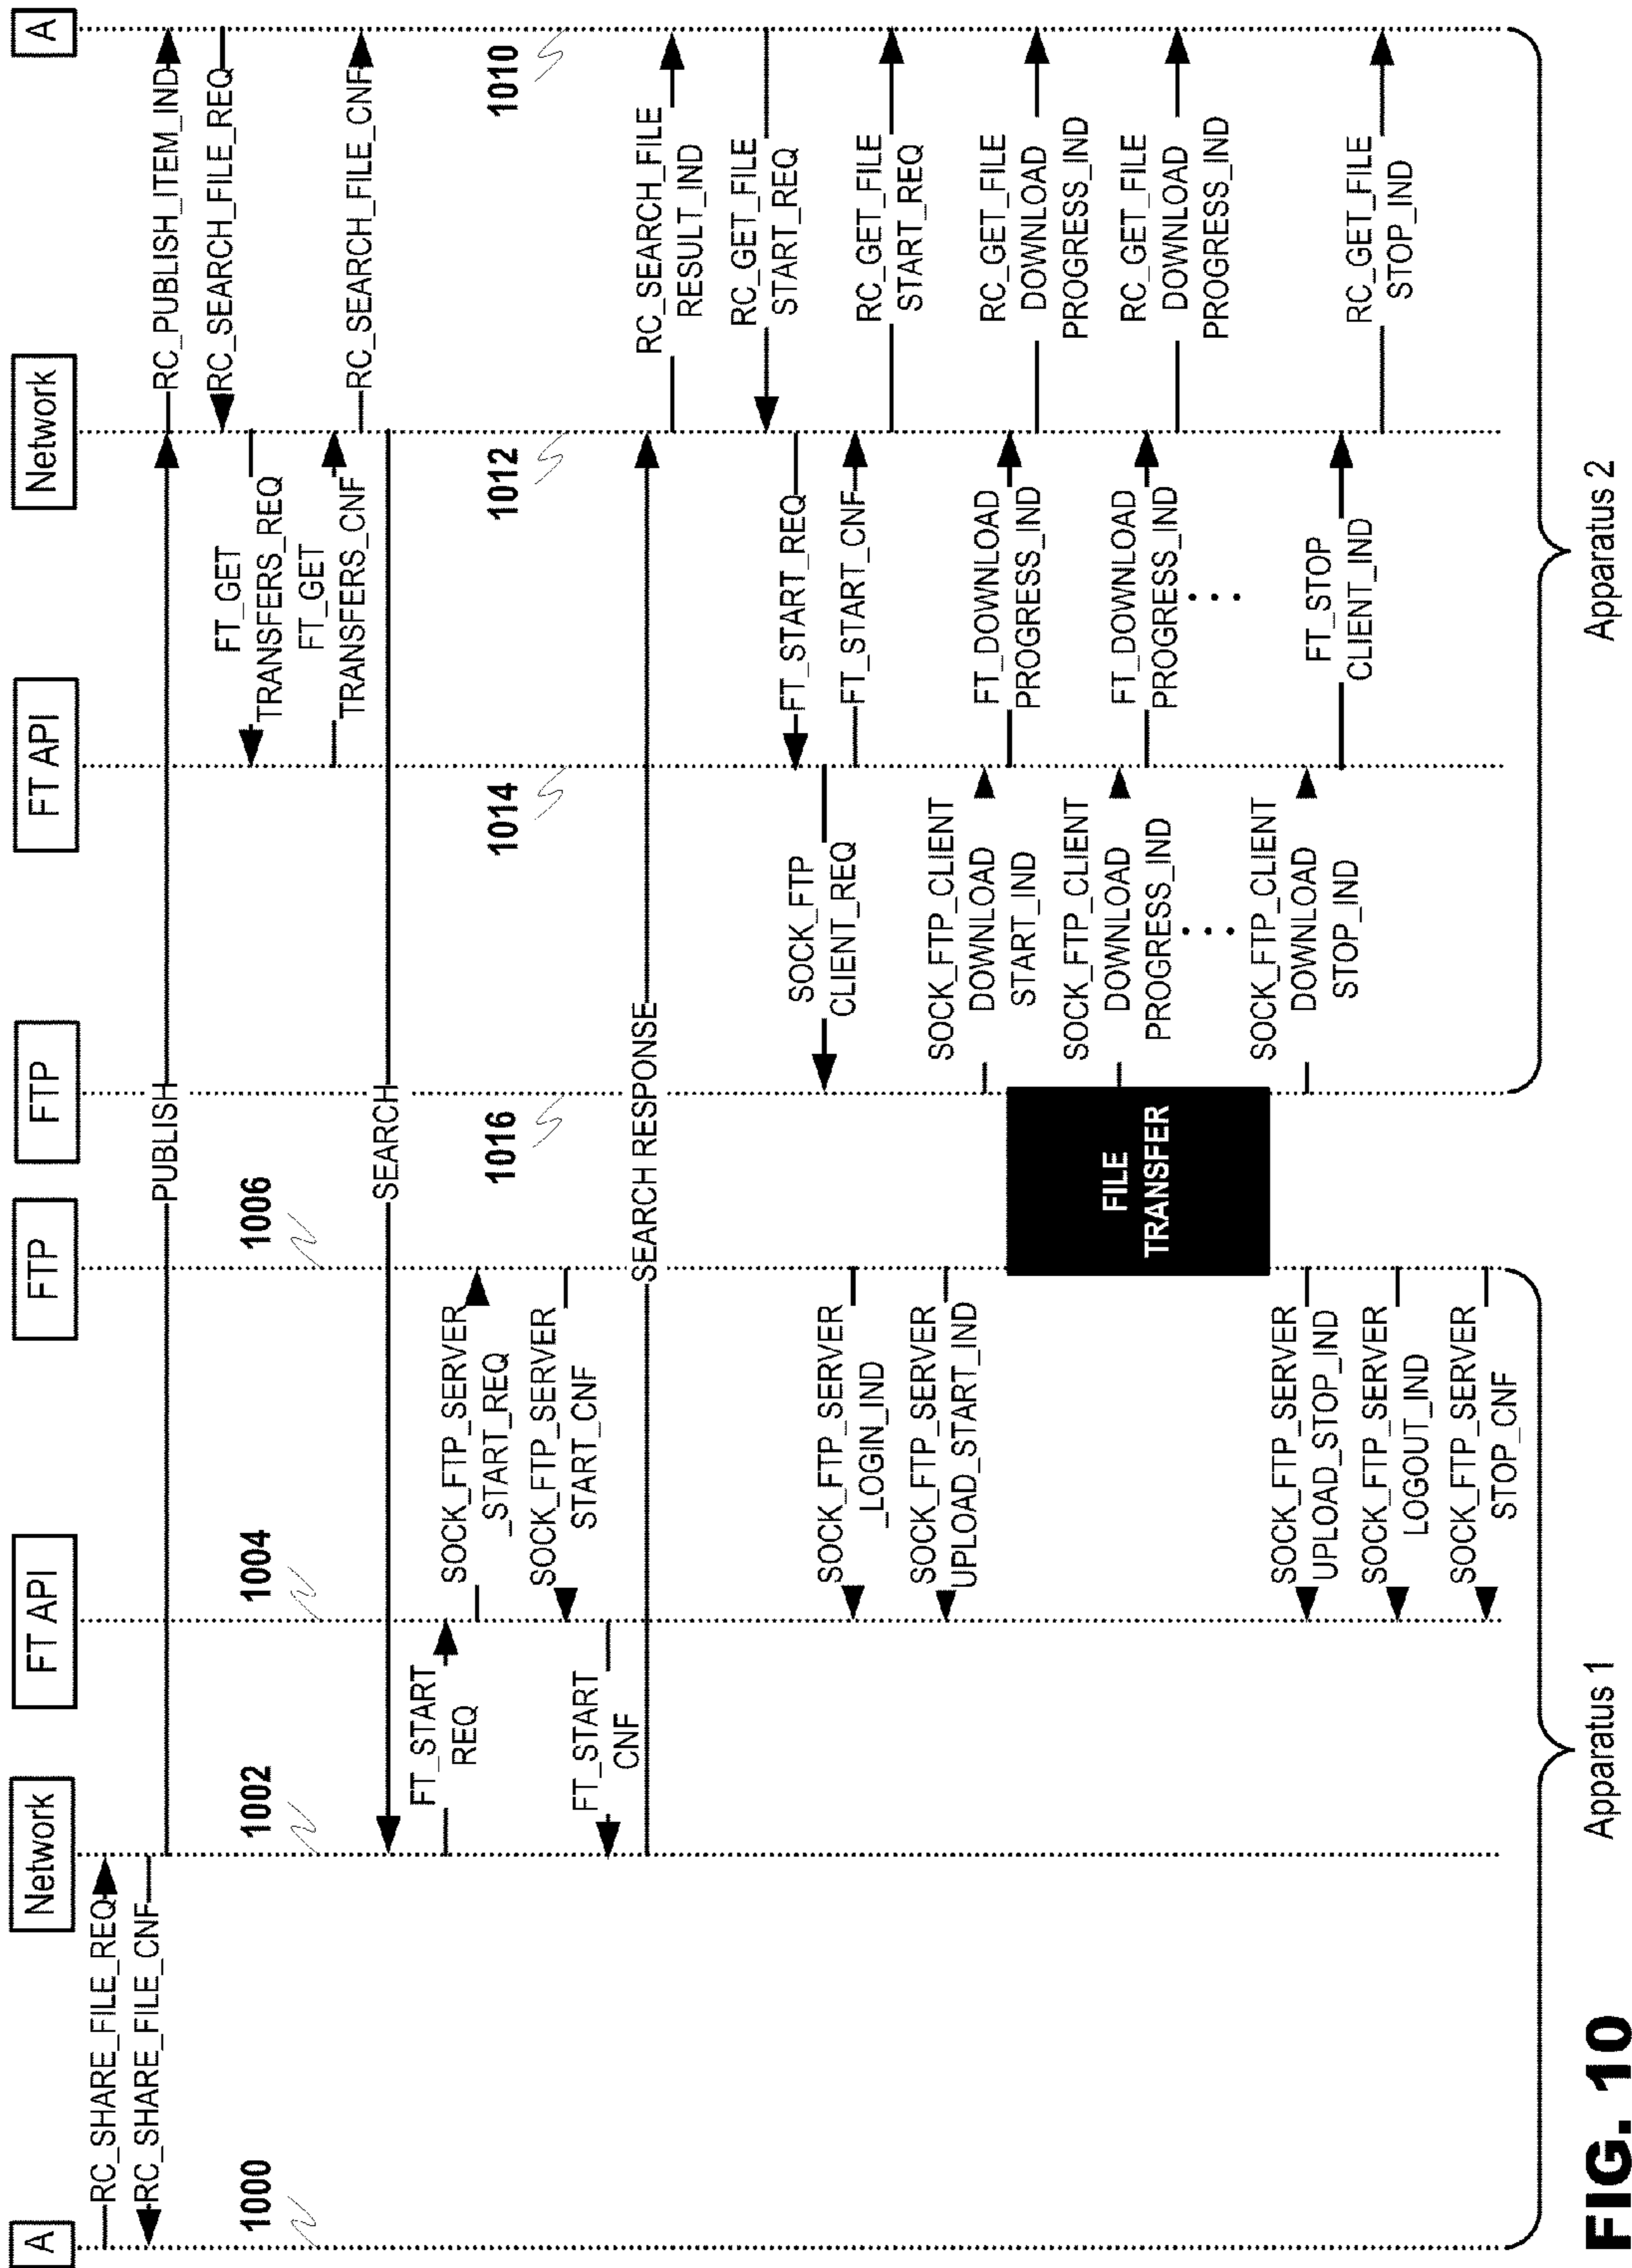 A
Network
FT API
FTP
FTP
FT API
Network
A
RC_SHARE_FILE_REQ
RC_SHARE_FILE_CNF
PUBLISH
RC_PUBLISH_ITEM_IND
RC_SEARCH_FILE_REQ
FT_GET
TRANSFERS_REQ
FT_GET
TRANSFERS_CNF
RC_SEARCH_FILE_CNF
SEARCH
1000
1002
1004
1006
FT_START
REQ
SOCK_FTP_SERVER
_START_REQ
SOCK_FTP_SERVER
START_CNF
FT_START
CNF
1016
1014
1012
1010
SEARCH RESPONSE
RC_SEARCH_FILE
RESULT_IND
RC_GET_FILE
START_REQ
FT_START_REQ
SOCK_FTP
CLIENT_REQ
FT_START_CNF
RC_GET_FILE
START_REQ
SOCK_FTP_SERVER
_LOGIN_IND
SOCK_FTP_SERVER
UPLOAD_START_IND
SOCK_FTP_CLIENT
DOWNLOAD
START_IND
FT_DOWNLOAD
PROGRESS_IND
RC_GET_FILE
DOWNLOAD
PROGRESS_IND
FILE
TRANSFER
SOCK_FTP_CLIENT
DOWNLOAD
PROGRESS_IND
FT_DOWNLOAD
PROGRESS_IND
RC_GET_FILE
DOWNLOAD
PROGRESS_IND
...
...
SOCK_FTP_SERVER
UPLOAD_STOP_IND
SOCK_FTP_CLIENT
DOWNLOAD
STOP_IND
FT_STOP
CLIENT_IND
RC_GET_FILE
STOP_IND
SOCK_FTP_SERVER
LOGOUT_IND
SOCK_FTP_SERVER
STOP_CNF
Apparatus 1
Apparatus 2
FIG. 10